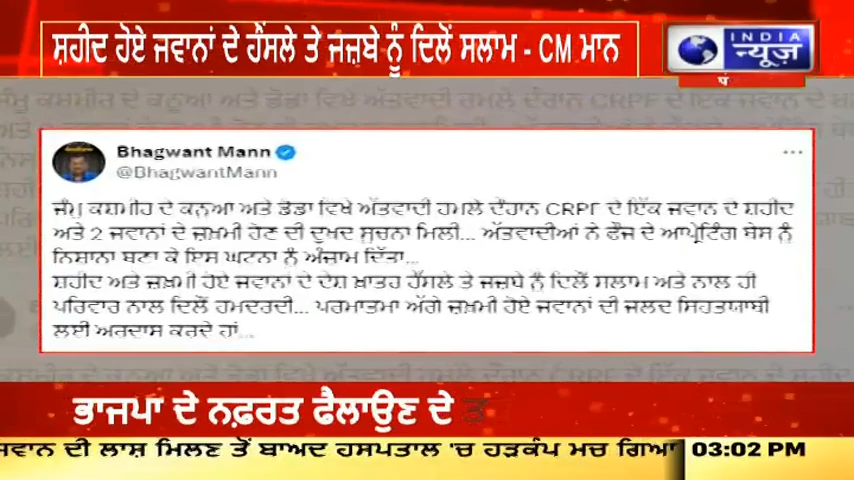 ਸ਼ਹੀਦ ਹੋਏ ਜਵਾਨਾਂ ਦੇ ਹੌਂਸਲੇ ਤੇ ਜਜ਼ਬੇ ਨੂੰ ਦਿਲੋਂ ਸਲਾਮ - CM ਮਾਨ
INDIA
न्यूज़
Bhagwant Mann
@BhagwantMann
ਜੰਮੂ ਕਸ਼ਮੀਰ ਦੇ ਕਠੂਆ ਅਤੇ ਡੋਡਾ ਵਿਖੇ ਅੱਤਵਾਦੀ ਹਮਲੇ ਦੌਰਾਨ CRPF ਦੇ ਇੱਕ ਜਵਾਨ ਦੇ ਸ਼ਹੀਦ
ਅਤੇ 2 ਜਵਾਨਾਂ ਦੇ ਜ਼ਖ਼ਮੀ ਹੋਣ ਦੀ ਦੁਖਦ ਸੂਚਨਾ ਮਿਲੀ... ਅੱਤਵਾਦੀਆਂ ਨੇ ਫੌਜ ਦੇ ਆਪ੍ਰੇਟਿੰਗ ਬੇਸ ਨੂੰ
ਨਿਸ਼ਾਨਾ ਬਣਾ ਕੇ ਇਸ ਘਟਨਾ ਨੂੰ ਅੰਜ਼ਾਮ ਦਿੱਤਾ...
ਸ਼ਹੀਦ ਅਤੇ ਜ਼ਖ਼ਮੀ ਹੋਏ ਜਵਾਨਾਂ ਦੇ ਦੇਸ਼ ਖ਼ਾਤਰ ਹੌਂਸਲੇ ਤੇ ਜਜ਼ਬੇ ਨੂੰ ਦਿਲੋਂ ਸਲਾਮ ਅਤੇ ਨਾਲ ਹੀ
ਪਰਿਵਾਰ ਨਾਲ ਦਿਲੋਂ ਹਮਦਰਦੀ... ਪਰਮਾਤਮਾ ਅੱਗੇ ਜ਼ਖ਼ਮੀ ਹੋਏ ਜਵਾਨਾਂ ਦੀ ਜਲਦ ਸਿਹਤਯਾਬੀ
ਲਈ ਅਰਦਾਸ ਕਰਦੇ ਹਾਂ...
ਭਾਜਪਾ ਦੇ ਨਫ਼ਰਤ ਫੈਲਾਉਣ ਦੇ
ਜਵਾਨ ਦੀ ਲਾਸ਼ ਮਿਲਣ ਤੋਂ ਬਾਅਦ ਹਸਪਤਾਲ 'ਚ ਹੜਕੰਪ ਮਚ ਗਿਆ 03:02 PM